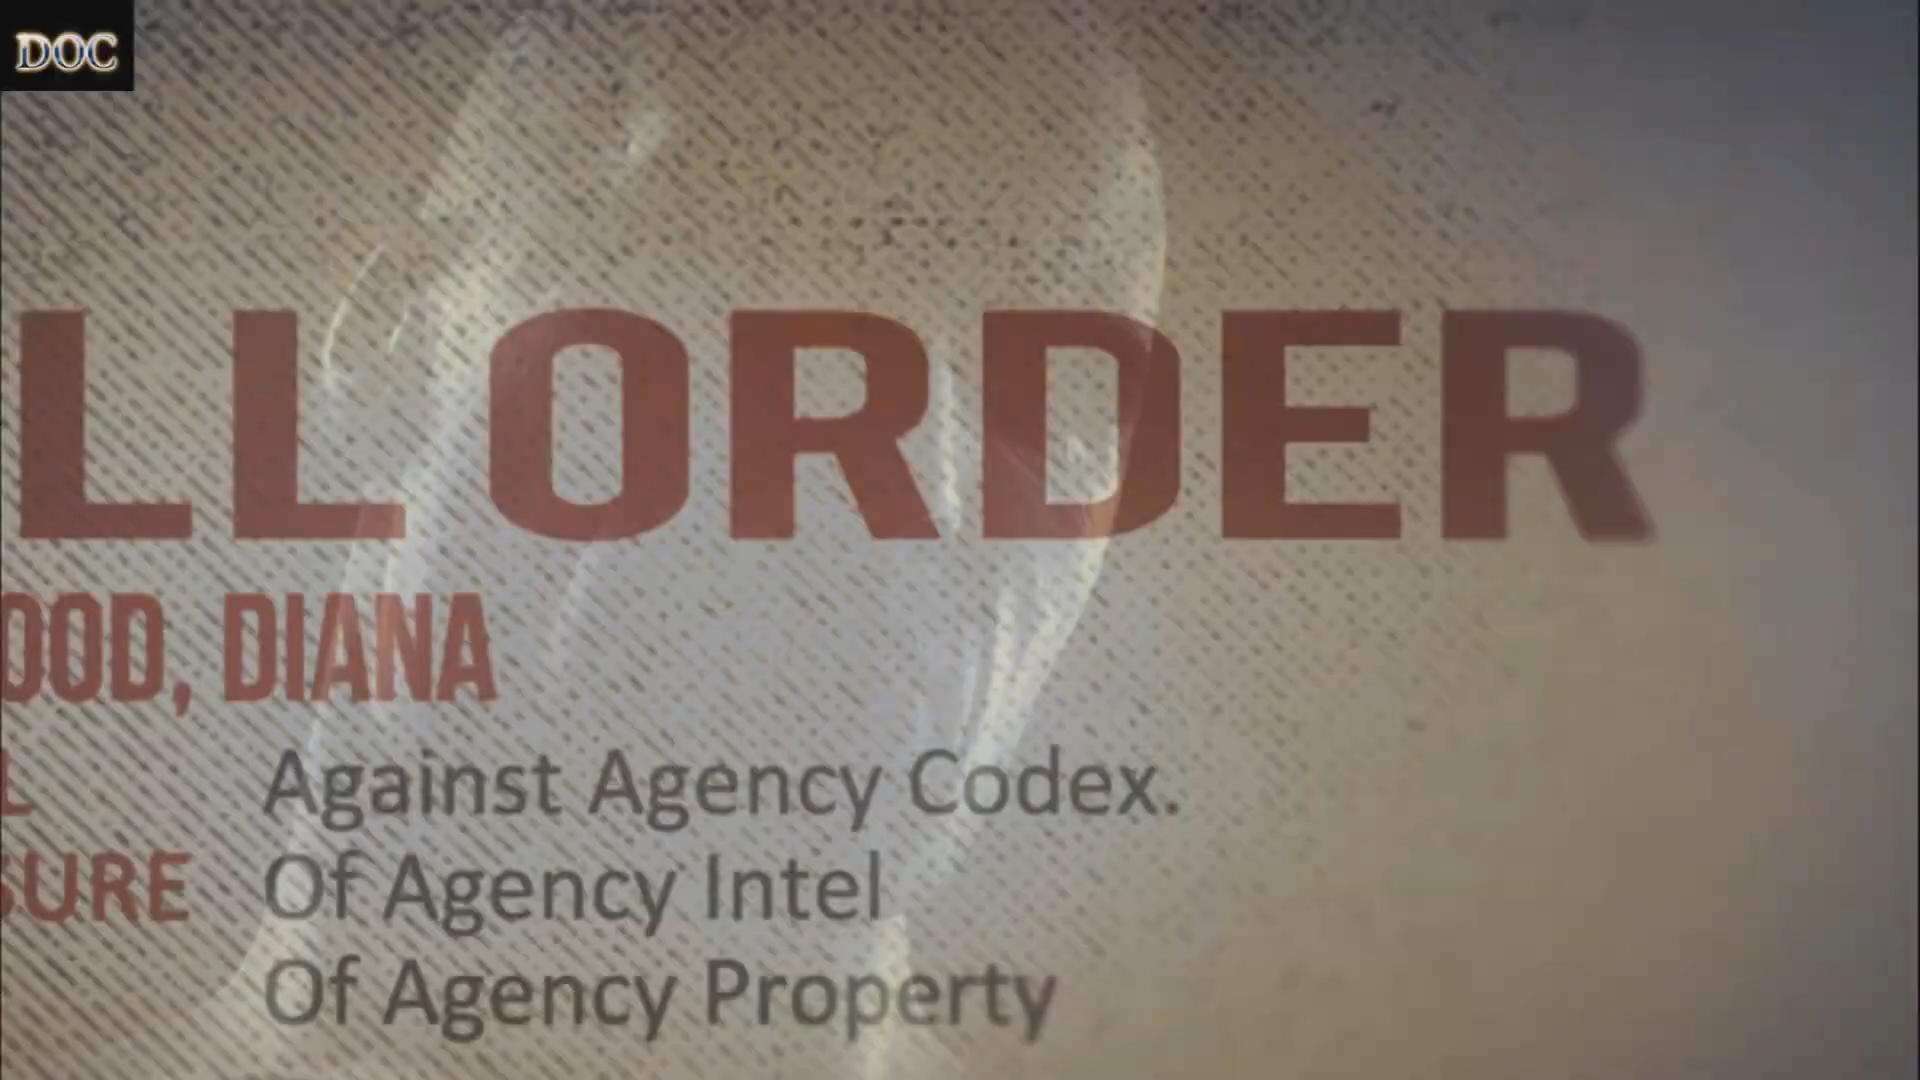 DOC
LL ORDER
OOD, DIANA
L Against Agency Codex.
SURE Of Agency Intel
Of Agency Property